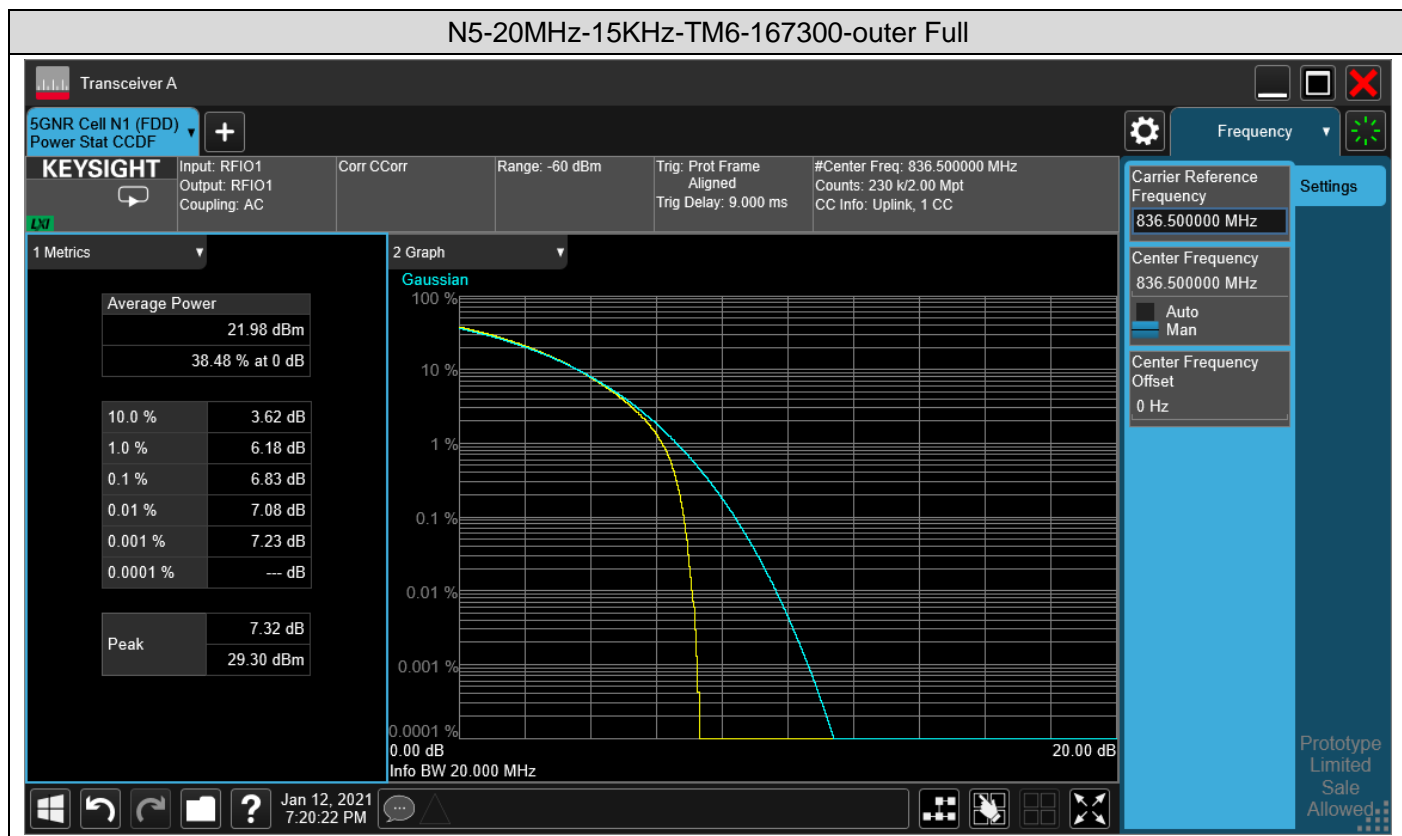 N5-20MHz-15KHz-TM6-167300-outer Full
Transceiver A
5GNR Cell N1 (FDD)
Power Stat CCDF
Frequency
KEYSIGHT
LXI
Input: RFIO1
Output: RFIO1
Coupling: AC
Corr CCorr
Range: -60 dBm
Trig: Prot Frame
Aligned
Trig Delay: 9.000 ms
#Center Freq: 836.500000 MHz
Counts: 230 k/2.00 Mpt
CC Info: Uplink, 1 CC
Carrier Reference
Frequency
836.500000 MHz
Settings
Center Frequency
836.500000 MHz
Auto
Man
Center Frequency
Offset
0 Hz
1 Metrics
Average Power
21.98 dBm
38.48 % at 0 dB
10.0 % 3.62 dB
1.0 % 6.18 dB
0.1 % 6.83 dB
0.01 % 7.08 dB
0.001 % 7.23 dB
0.0001 % --- dB
Peak
7.32 dB
29.30 dBm
2 Graph
Gaussian
100 %
10 %
1 %
0.1 %
0.01 %
0.001 %
0.0001 %
0.00 dB 20.00 dB
Info BW 20.000 MHz
Prototype
Limited
Sale
Allowed
?
Jan 12, 2021
7:20:22 PM